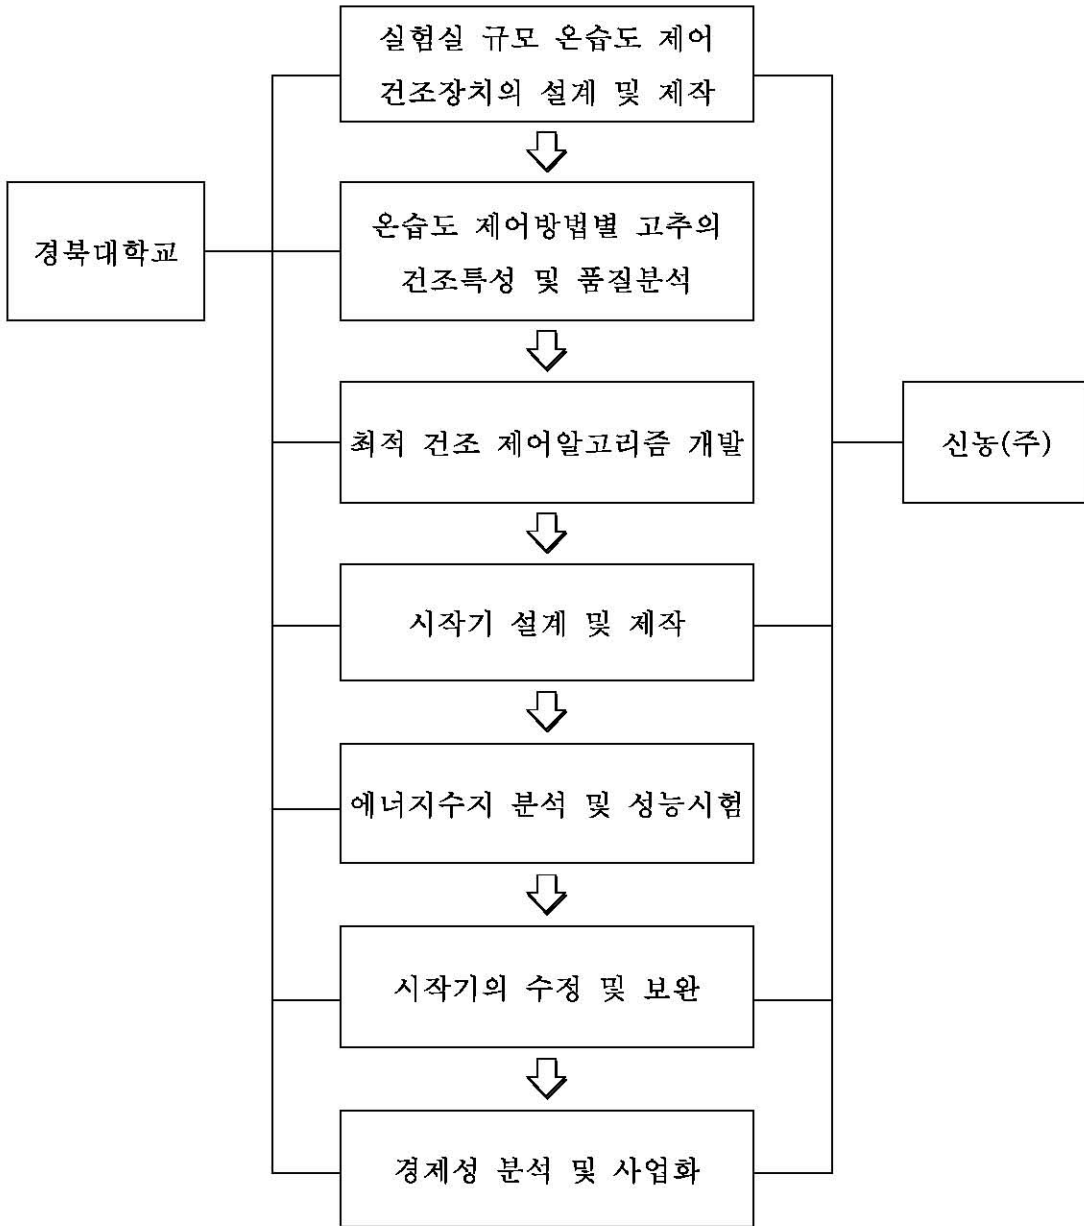 실험실 규모 온습도 제어
건조장치의 설계 및 제작
경북대학교
온습도 제어방법별 고추의
건조특성 및 품질분석
최적 건조 제어알고리즘 개발
신농(주)
시작기 설계 및 제작
에너지수지 분석 및 성능시험
시작기의 수정 및 보완
경제성 분석 및 사업화